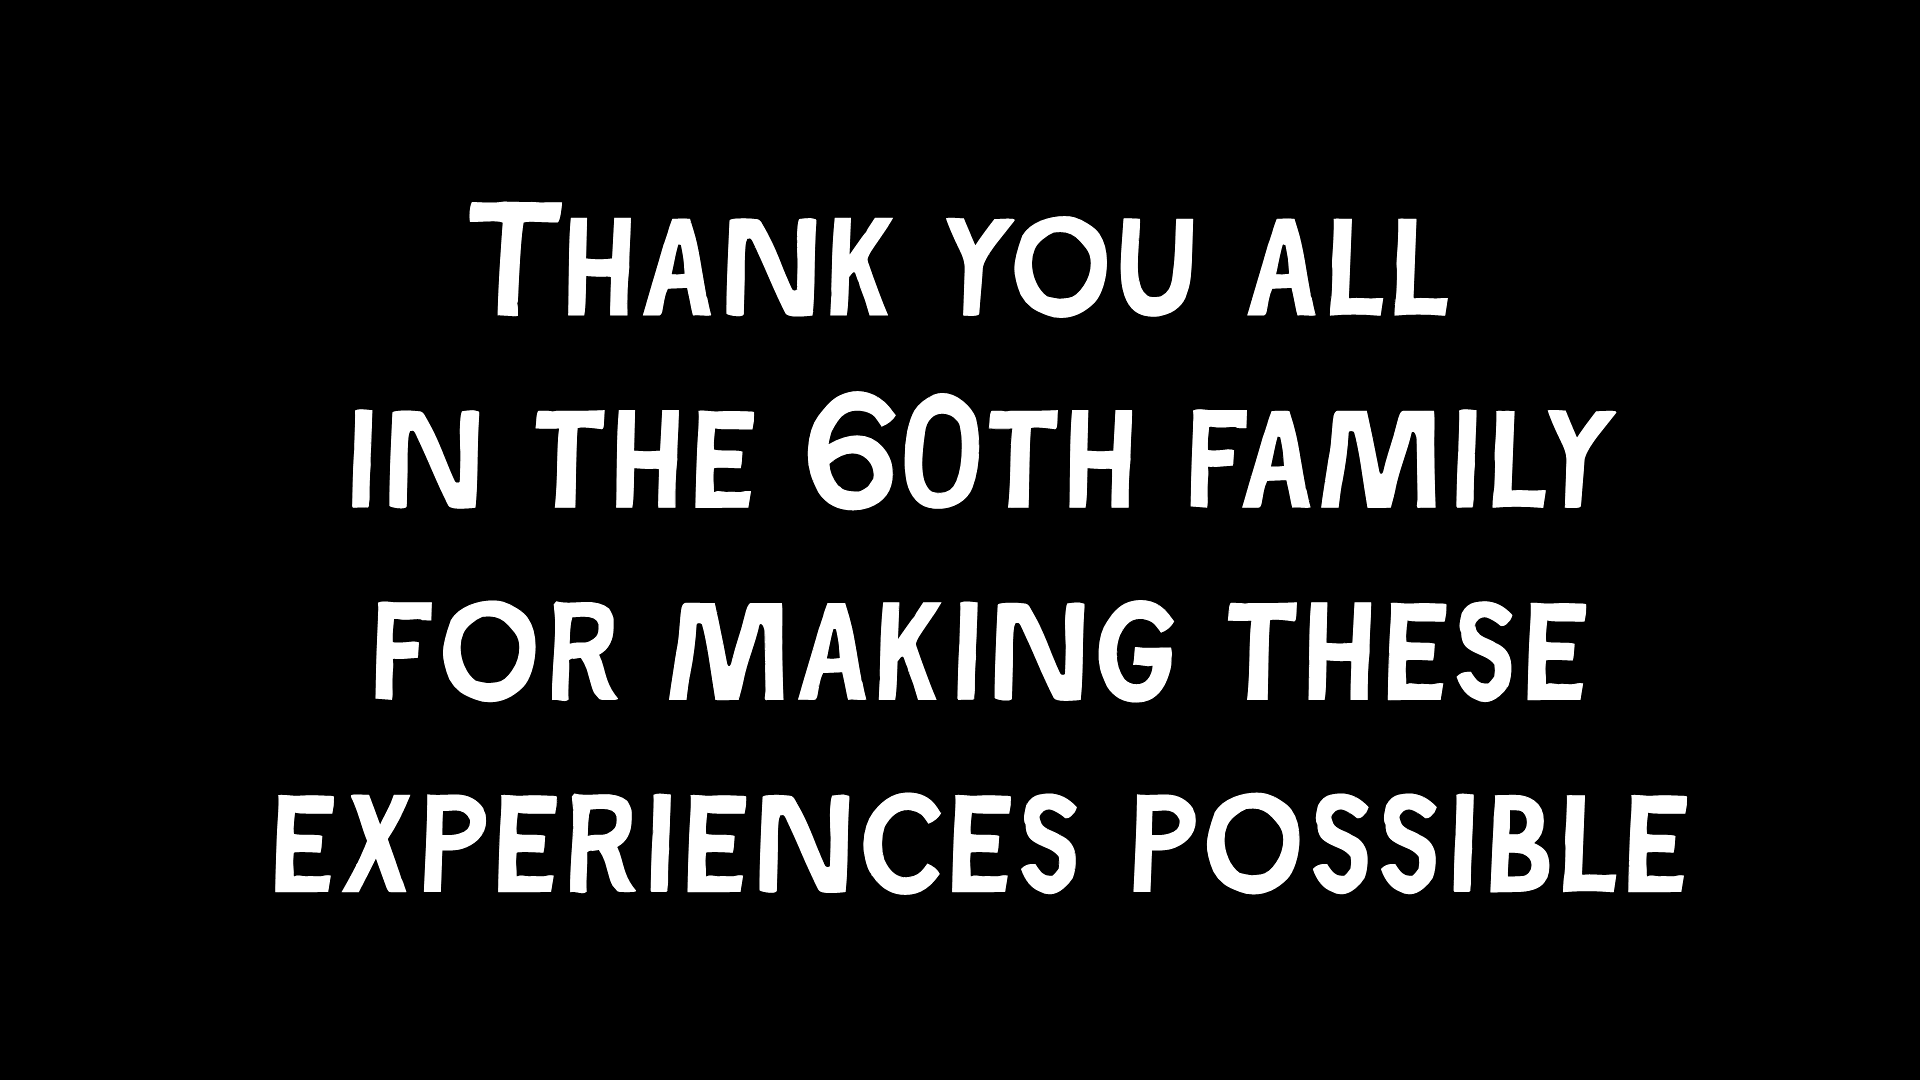 Thank you all
in the 60th family
for making these
experiences possible